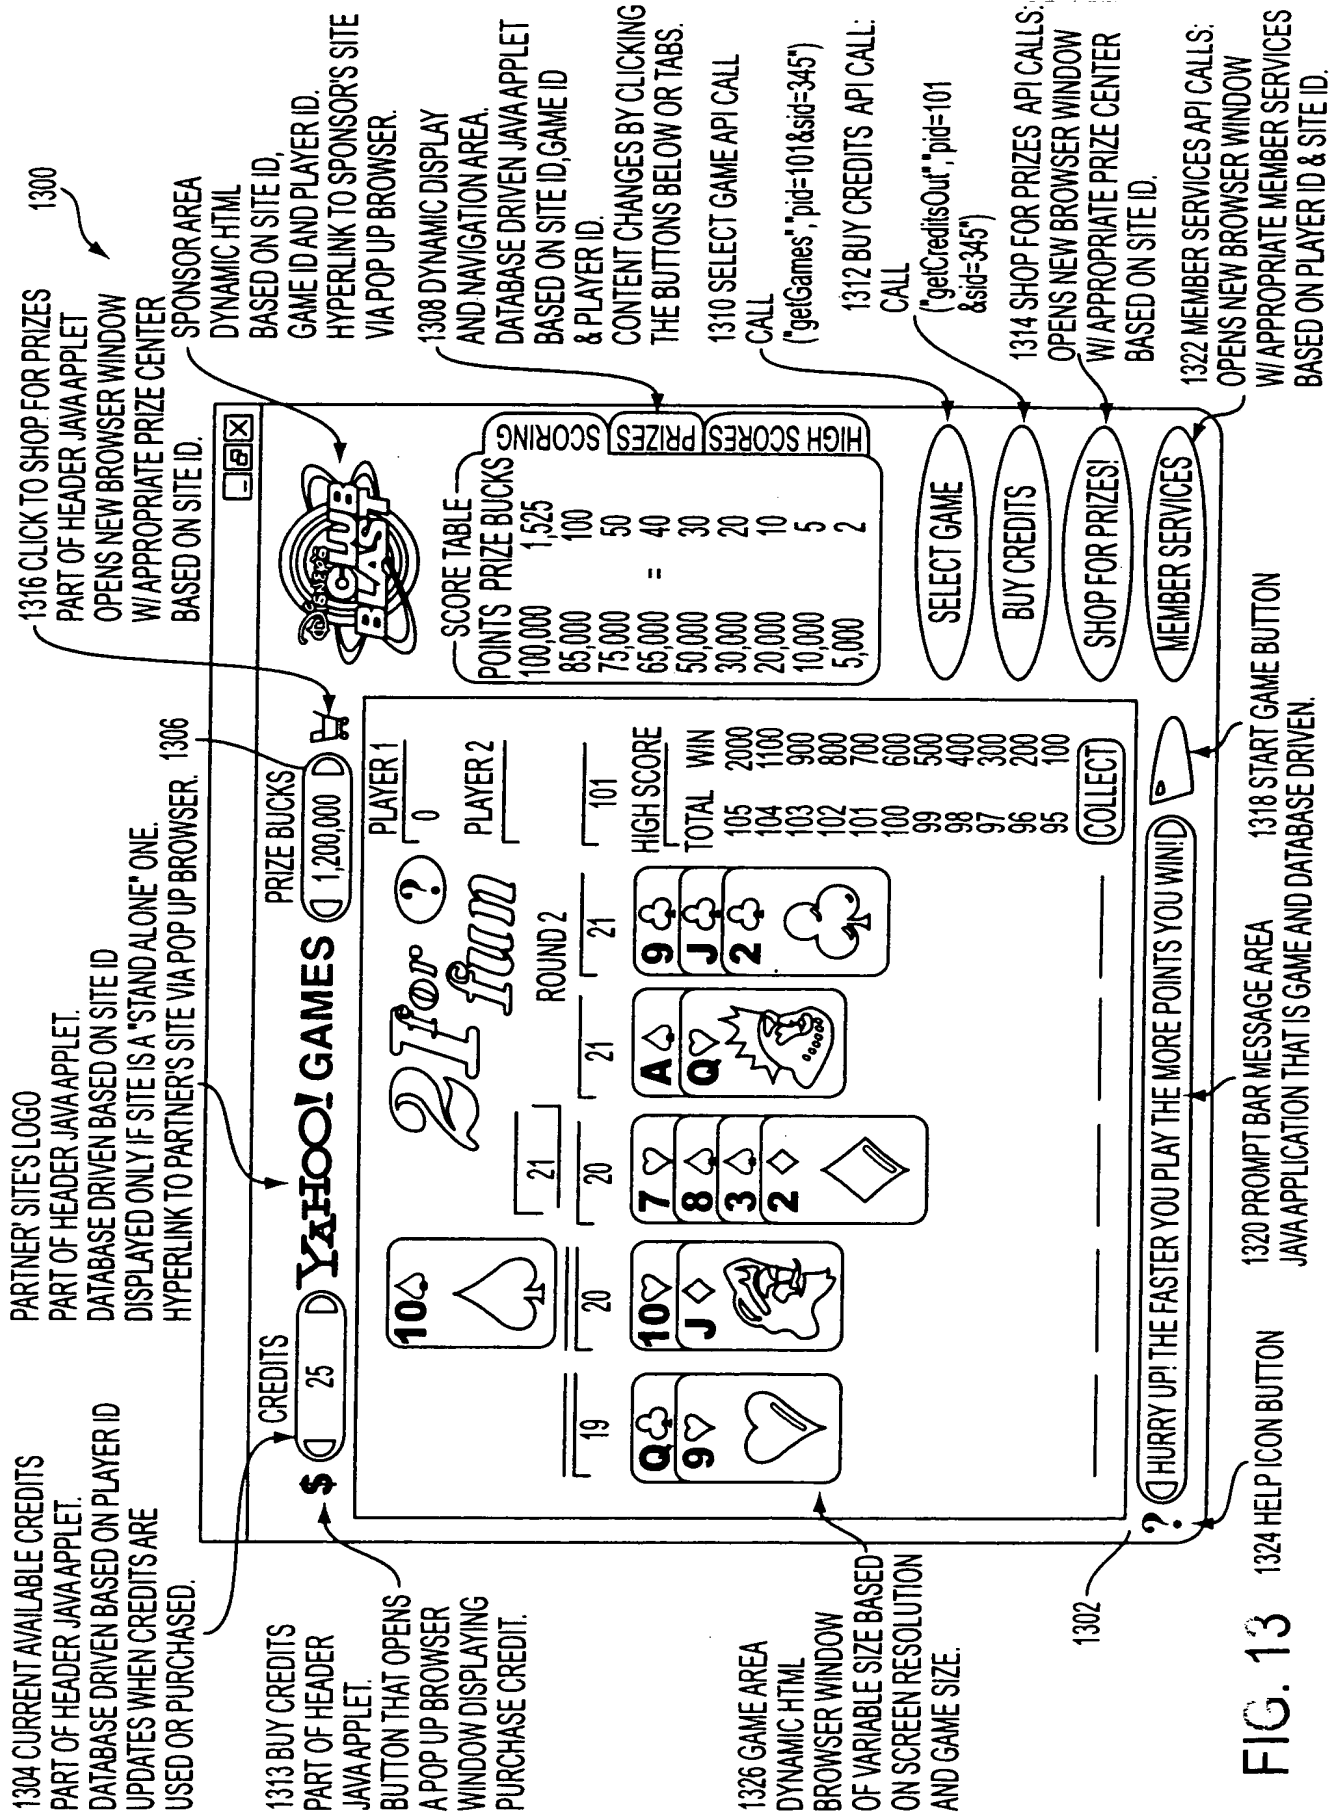 1304 CURRENT AVAILABLE CREDITS
PART OF HEADER JAVA APPLET.
DATABASE DRIVEN BASED ON PLAYER ID
UPDATES WHEN CREDITS ARE
USED OR PURCHASED.
PARTNER'SITE'S LOGO
PART OF HEADER JAVA APPLET.
DATABASE DRIVEN BASED ON SITE ID
DISPLAYED ONLY IF SITE IS A "STAND ALONE" ONE.
HYPERLINK TO PARTNER'S SITE VIA POP UP BROWSER.
1306
1316 CLICK TO SHOP FOR PRIZES
PART OF HEADER JAVA APPLET
OPENS NEW BROWSER WINDOW
W/ APPROPRIATE PRIZE CENTER
BASED ON SITE ID.
1300
SPONSOR AREA
DYNAMIC HTML
BASED ON SITE ID,
GAME ID AND PLAYER ID.
HYPERLINK TO SPONSOR'S SITE
VIA POP UP BROWSER.
1313 BUY CREDITS
PART OF HEADER
JAVA APPLET.
BUTTON THAT OPENS
A POP UP BROWSER
WINDOW DISPLAYING
PURCHASE CREDIT.
CREDITS
$ 25
YAHOO! GAMES
PRIZE BUCKS
1,200,000
DISNEY'S
CLUB
BLAST
10
21 for fun
?
PLAYER 1
0
PLAYER 2
ROUND 2
21
19 20 20 21 21 101
Q 9
10 J
7 8 3 2
A Q
9 J 2
HIGH SCORE
TOTAL WIN
105 2000
104 1100
103 900
102 800
101 700
100 600
99 500
98 400
97 300
96 200
95 100
COLLECT
SCORE TABLE
POINTS PRIZE BUCKS
100,000 1,525
85,000 100
75,000 50
65,000 = 40
50,000 30
30,000 20
20,000 10
10,000 5
5,000 2
SCORING
PRIZES
HIGH SCORES
SELECT GAME
BUY CREDITS
SHOP FOR PRIZES!
MEMBER SERVICES
? HURRY UP! THE FASTER YOU PLAY THE MORE POINTS YOU WIN!
1308 DYNAMIC DISPLAY
AND NAVIGATION AREA.
DATABASE DRIVEN JAVA APPLET
BASED ON SITE ID,GAME ID
& PLAYER ID.
CONTENT CHANGES BY CLICKING
THE BUTTONS BELOW OR TABS.
1310 SELECT GAME API CALL
CALL
("getGames","pid=101&sid=345")
1312 BUY CREDITS API CALL:
CALL
("getCreditsOut","pid=101
&sid=345")
1314 SHOP FOR PRIZES API CALLS:
OPENS NEW BROWSER WINDOW
W/ APPROPRIATE PRIZE CENTER
BASED ON SITE ID.
1322 MEMBER SERVICES API CALLS:
OPENS NEW BROWSER WINDOW
W/ APPROPRIATE MEMBER SERVICES
BASED ON PLAYER ID & SITE ID.
1326 GAME AREA
DYNAMIC HTML
BROWSER WINDOW
OF VARIABLE SIZE BASED
ON SCREEN RESOLUTION
AND GAME SIZE.
1302
1324 HELP ICON BUTTON
1320 PROMPT BAR MESSAGE AREA
JAVA APPLICATION THAT IS GAME AND DATABASE DRIVEN.
1318 START GAME BUTTON
FIG. 13